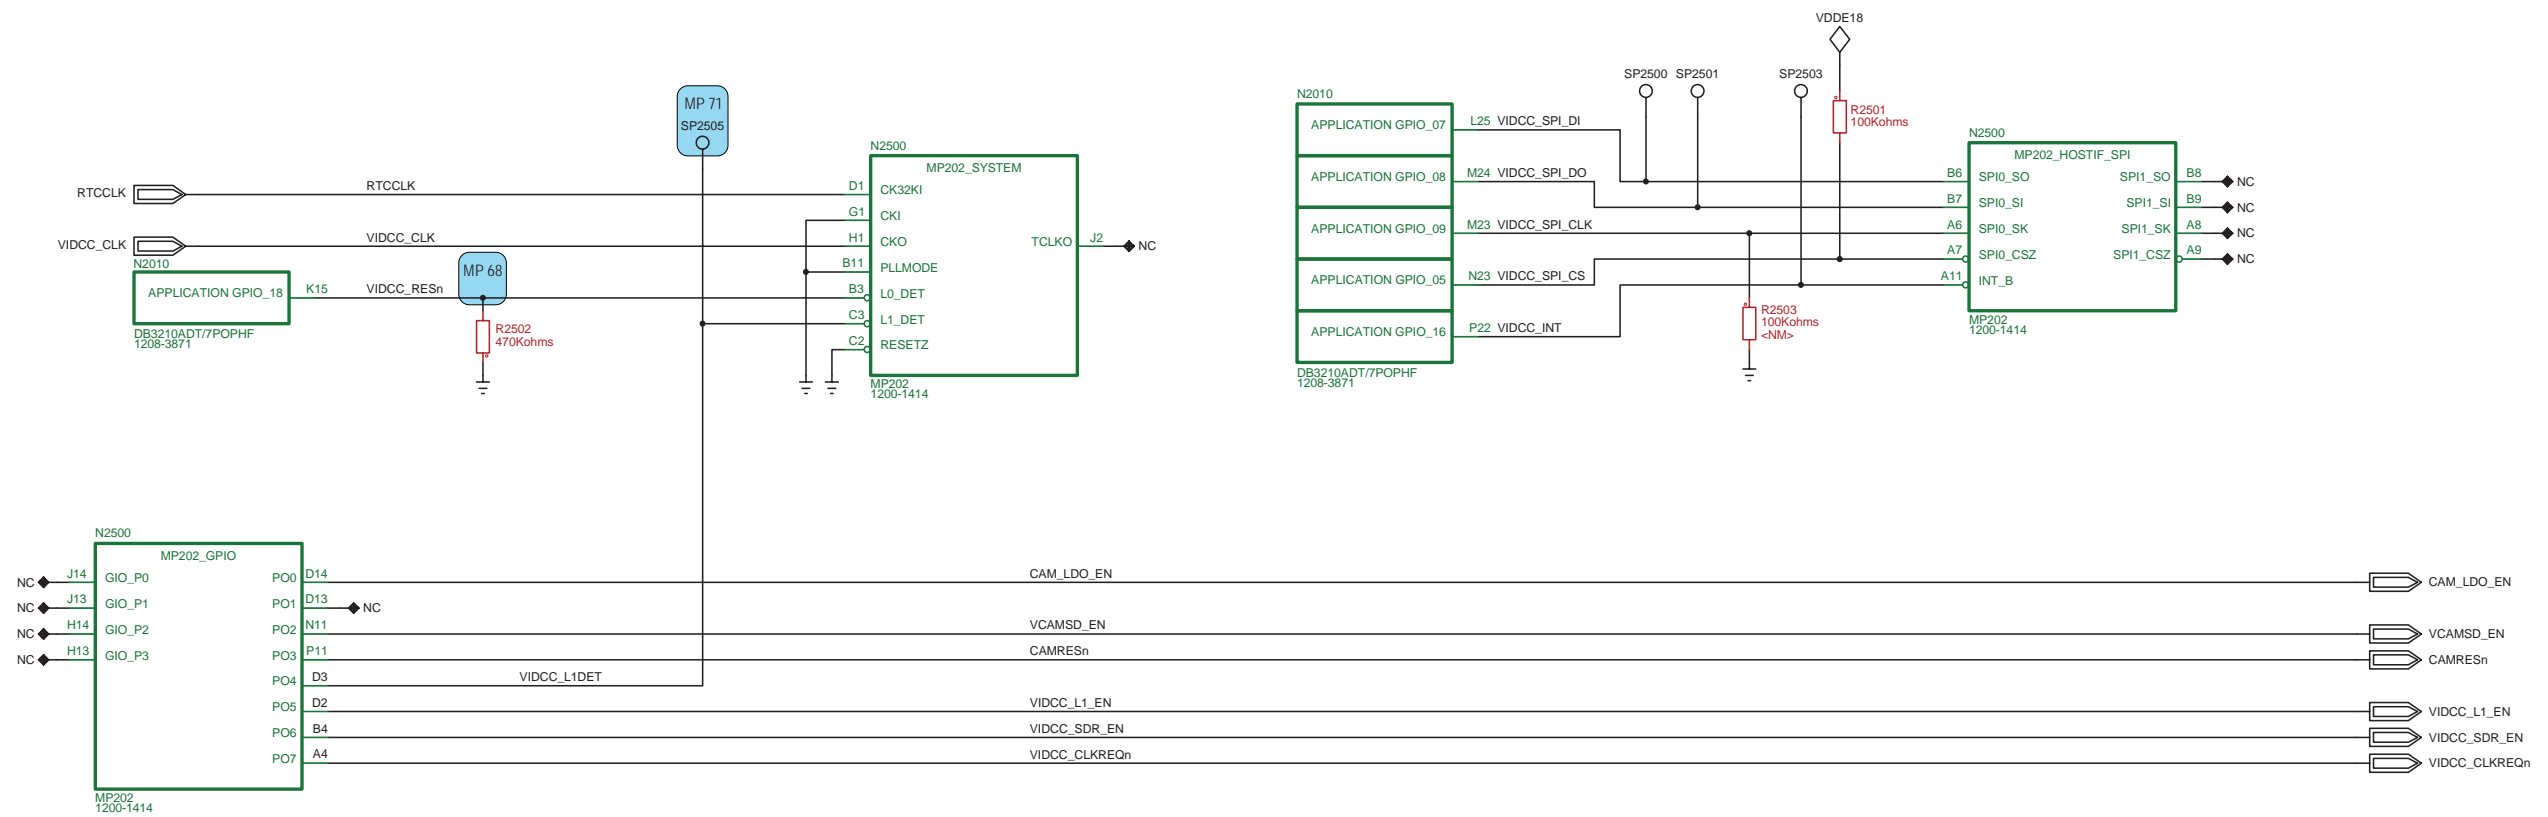 VDDE18
SP2500 SP2501 SP2503
MP 71
SP2505
N2010
R2501
100Kohms
N2500
MP202_SYSTEM
RTCCLK
RTCCLK
D1 CK32KI
G1 CKI
VIDCC_CLK
VIDCC_CLK
H1 CKO
TCLKO J2 NC
N2010
MP 68
B11 PLLMODE
APPLICATION GPIO_18 K15 VIDCC_RESn
B3 L0_DET
C3 L1_DET
C2 RESETZ
DB3210ADT/7POPHF
1208-3871
R2502
470Kohms
MP202
1200-1414
APPLICATION GPIO_07 L25 VIDCC_SPI_DI
APPLICATION GPIO_08 M24 VIDCC_SPI_DO
APPLICATION GPIO_09 M23 VIDCC_SPI_CLK
APPLICATION GPIO_05 N23 VIDCC_SPI_CS
APPLICATION GPIO_16 P22 VIDCC_INT
DB3210ADT/7POPHF
1208-3871
R2503
100Kohms
<NM>
N2500
MP202_HOSTIF_SPI
B6 SPI0_SO SPI1_SO B8 NC
B7 SPI0_SI SPI1_SI B9 NC
A6 SPI0_SK SPI1_SK A8 NC
A7 SPI0_CSZ SPI1_CSZ A9 NC
A11 INT_B
MP202
1200-1414
N2500
MP202_GPIO
NC J14 GIO_P0 PO0 D14 CAM_LDO_EN CAM_LDO_EN
NC J13 GIO_P1 PO1 D13 NC
NC H14 GIO_P2 PO2 N11 VCAMSD_EN VCAMSD_EN
NC H13 GIO_P3 PO3 P11 CAMRESn CAMRESn
PO4 D3 VIDCC_L1DET
PO5 D2 VIDCC_L1_EN VIDCC_L1_EN
PO6 B4 VIDCC_SDR_EN VIDCC_SDR_EN
PO7 A4 VIDCC_CLKREQn VIDCC_CLKREQn
MP202
1200-1414